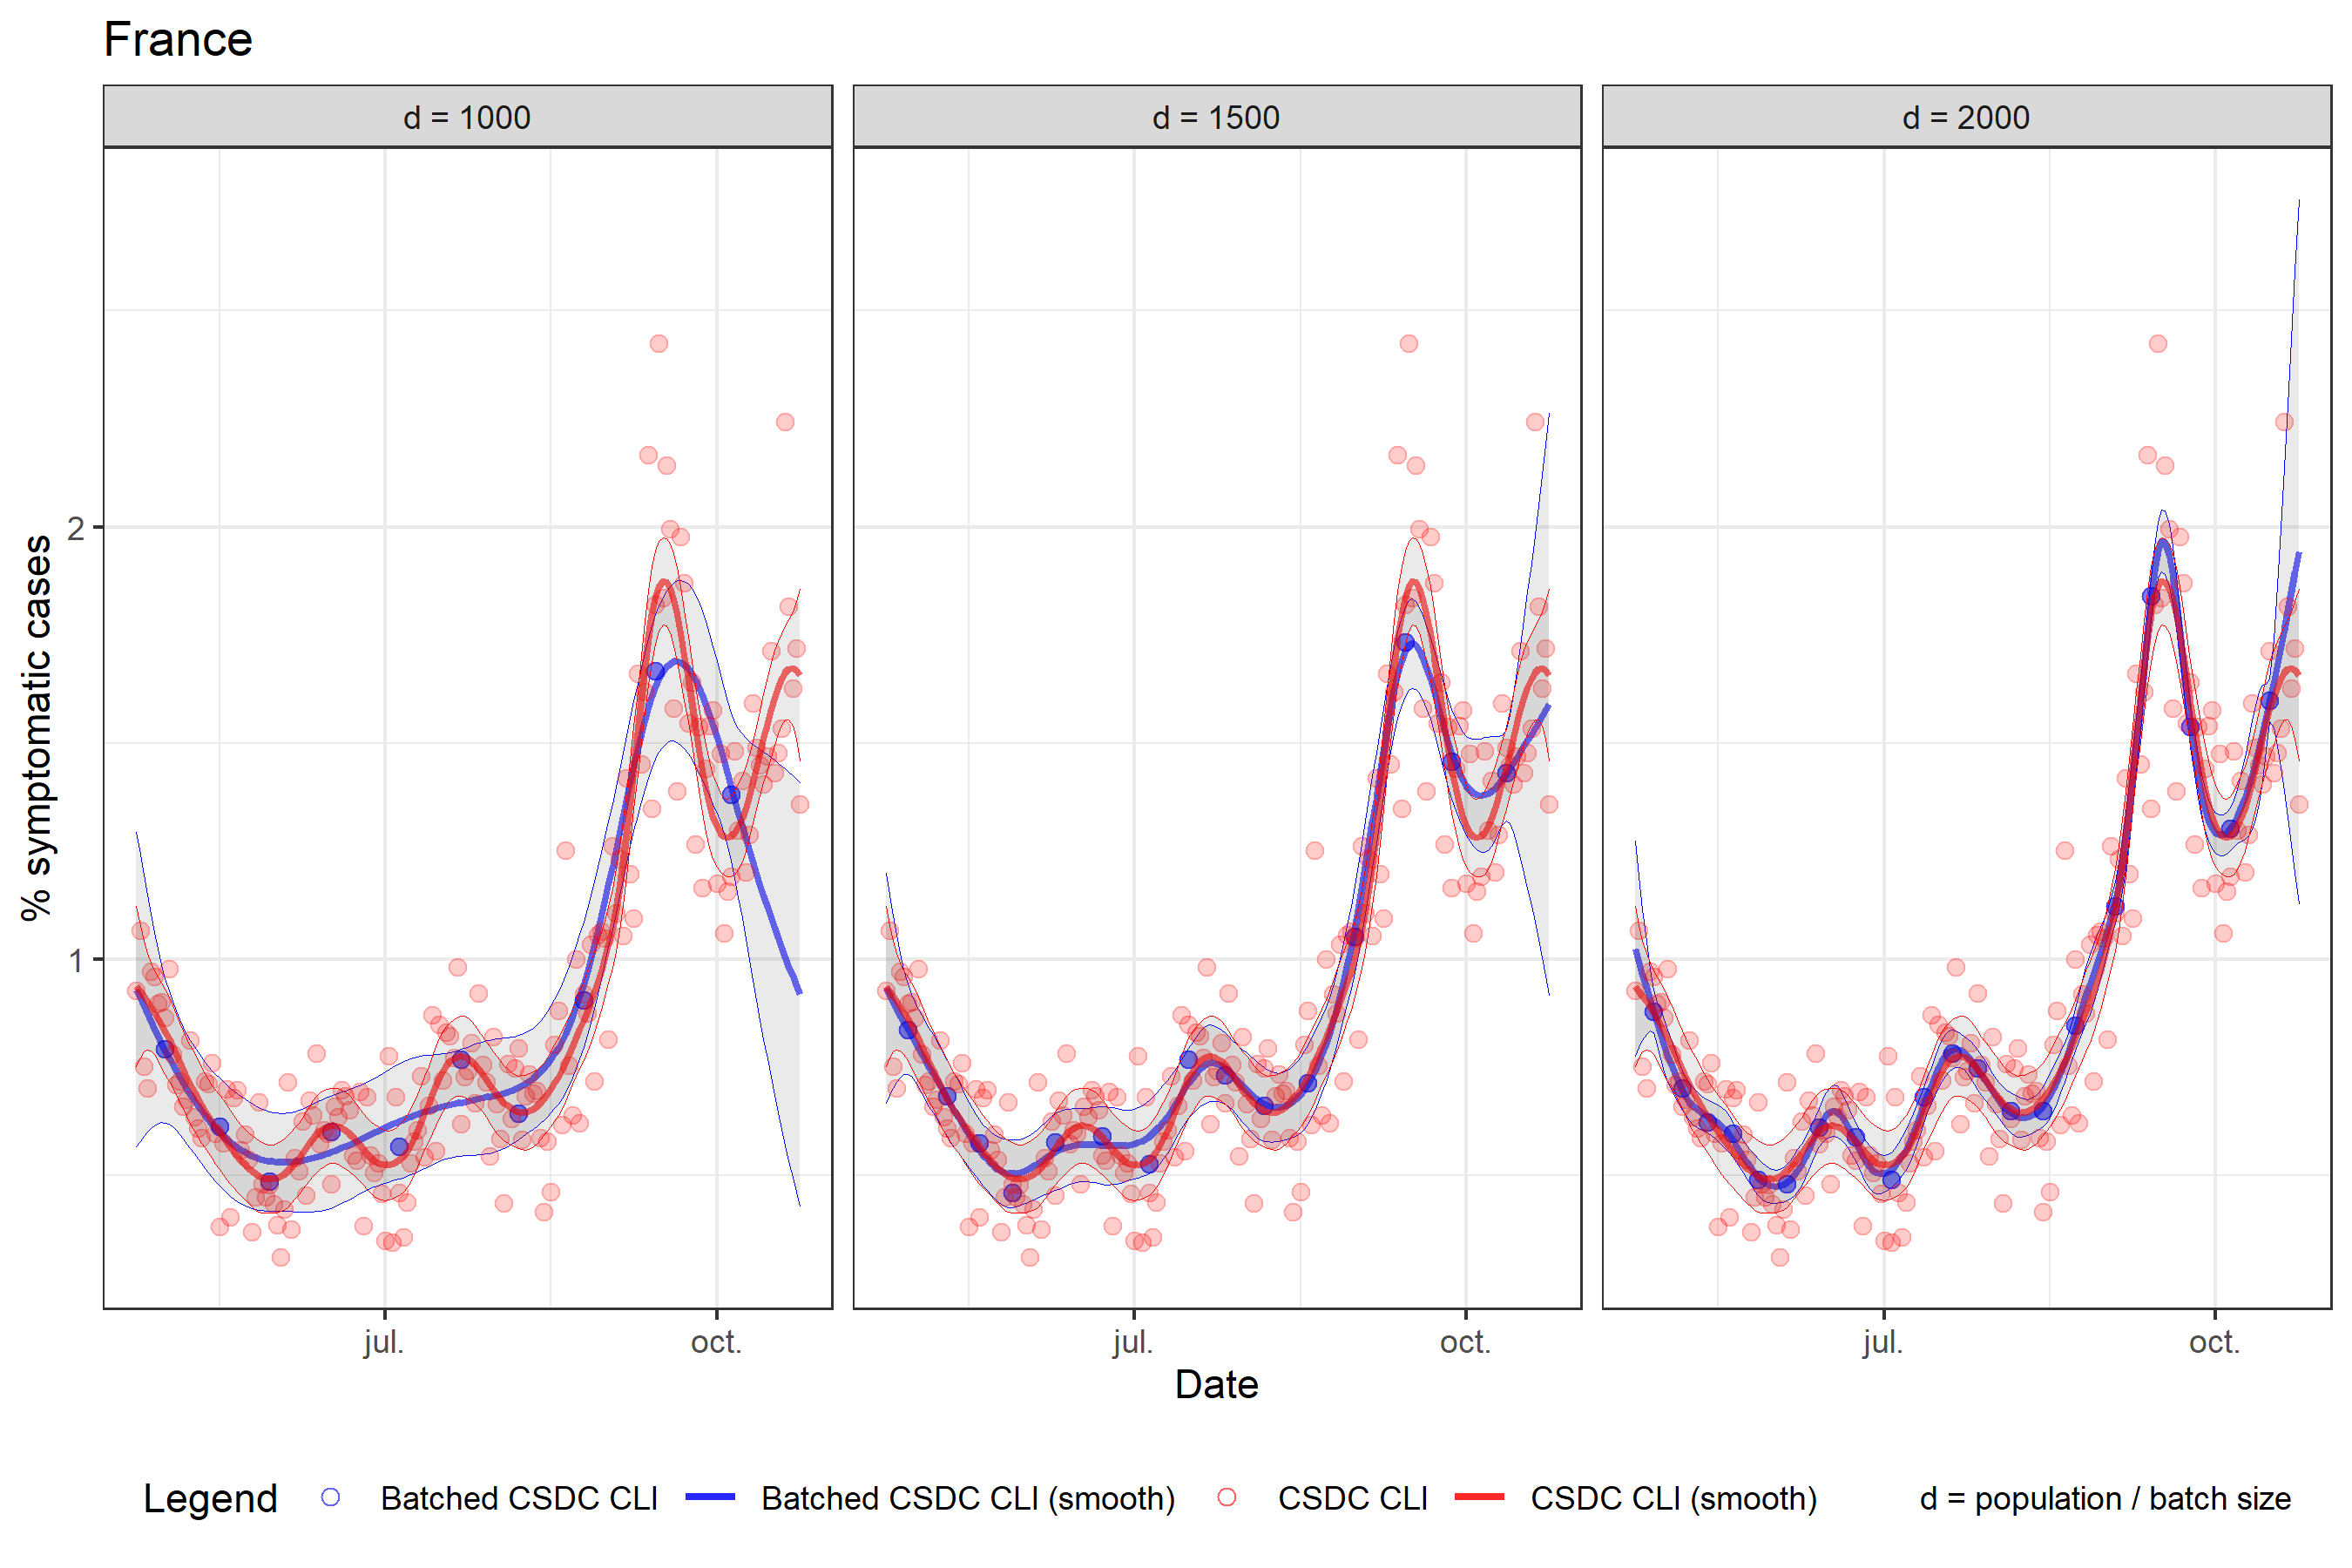 France
d = 1000
d = 1500
d = 2000
% symptomatic cases
2
1
jul.
oct.
jul.
oct.
jul.
oct.
Date
Legend
Batched CSDC CLI
Batched CSDC CLI (smooth)
CSDC CLI
CSDC CLI (smooth)
d = population / batch size